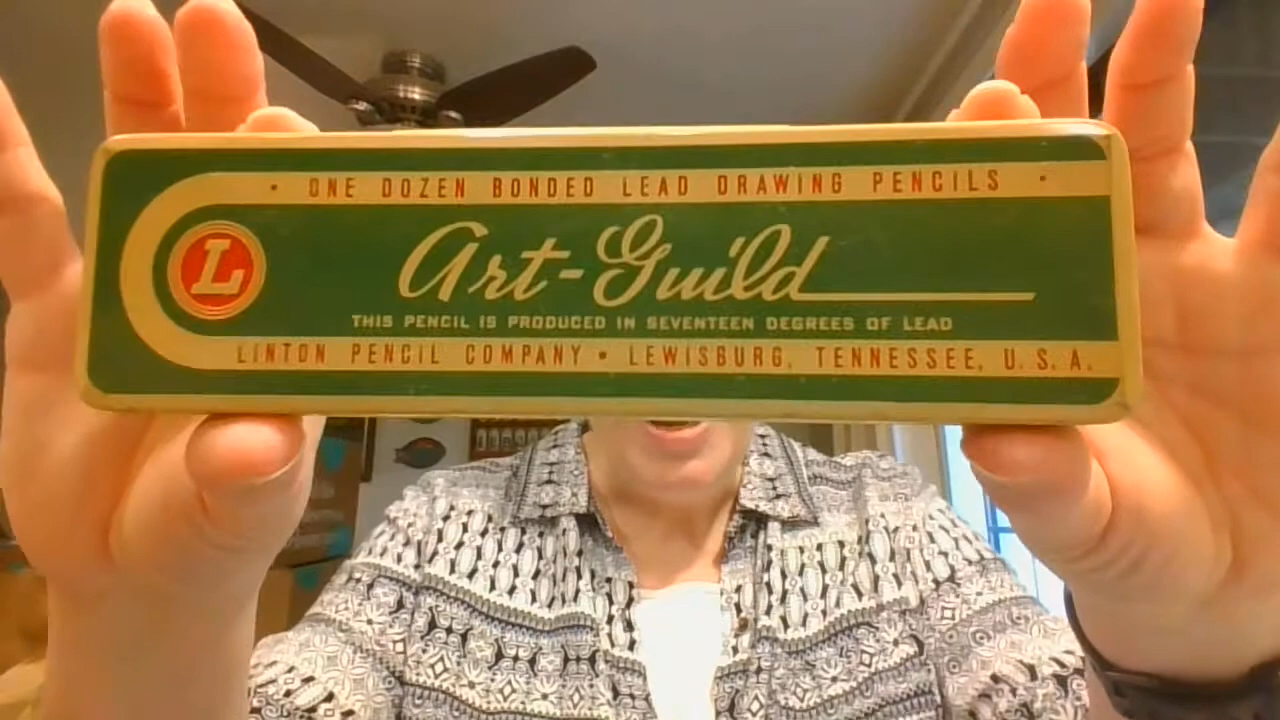 • ONE DOZEN BONDED LEAD DRAWING PENCILS •
L
Art-Guild
THIS PENCIL IS PRODUCED IN SEVENTEEN DEGREES OF LEAD
LINTON PENCIL COMPANY • LEWISBURG, TENNESSEE, U.S.A.